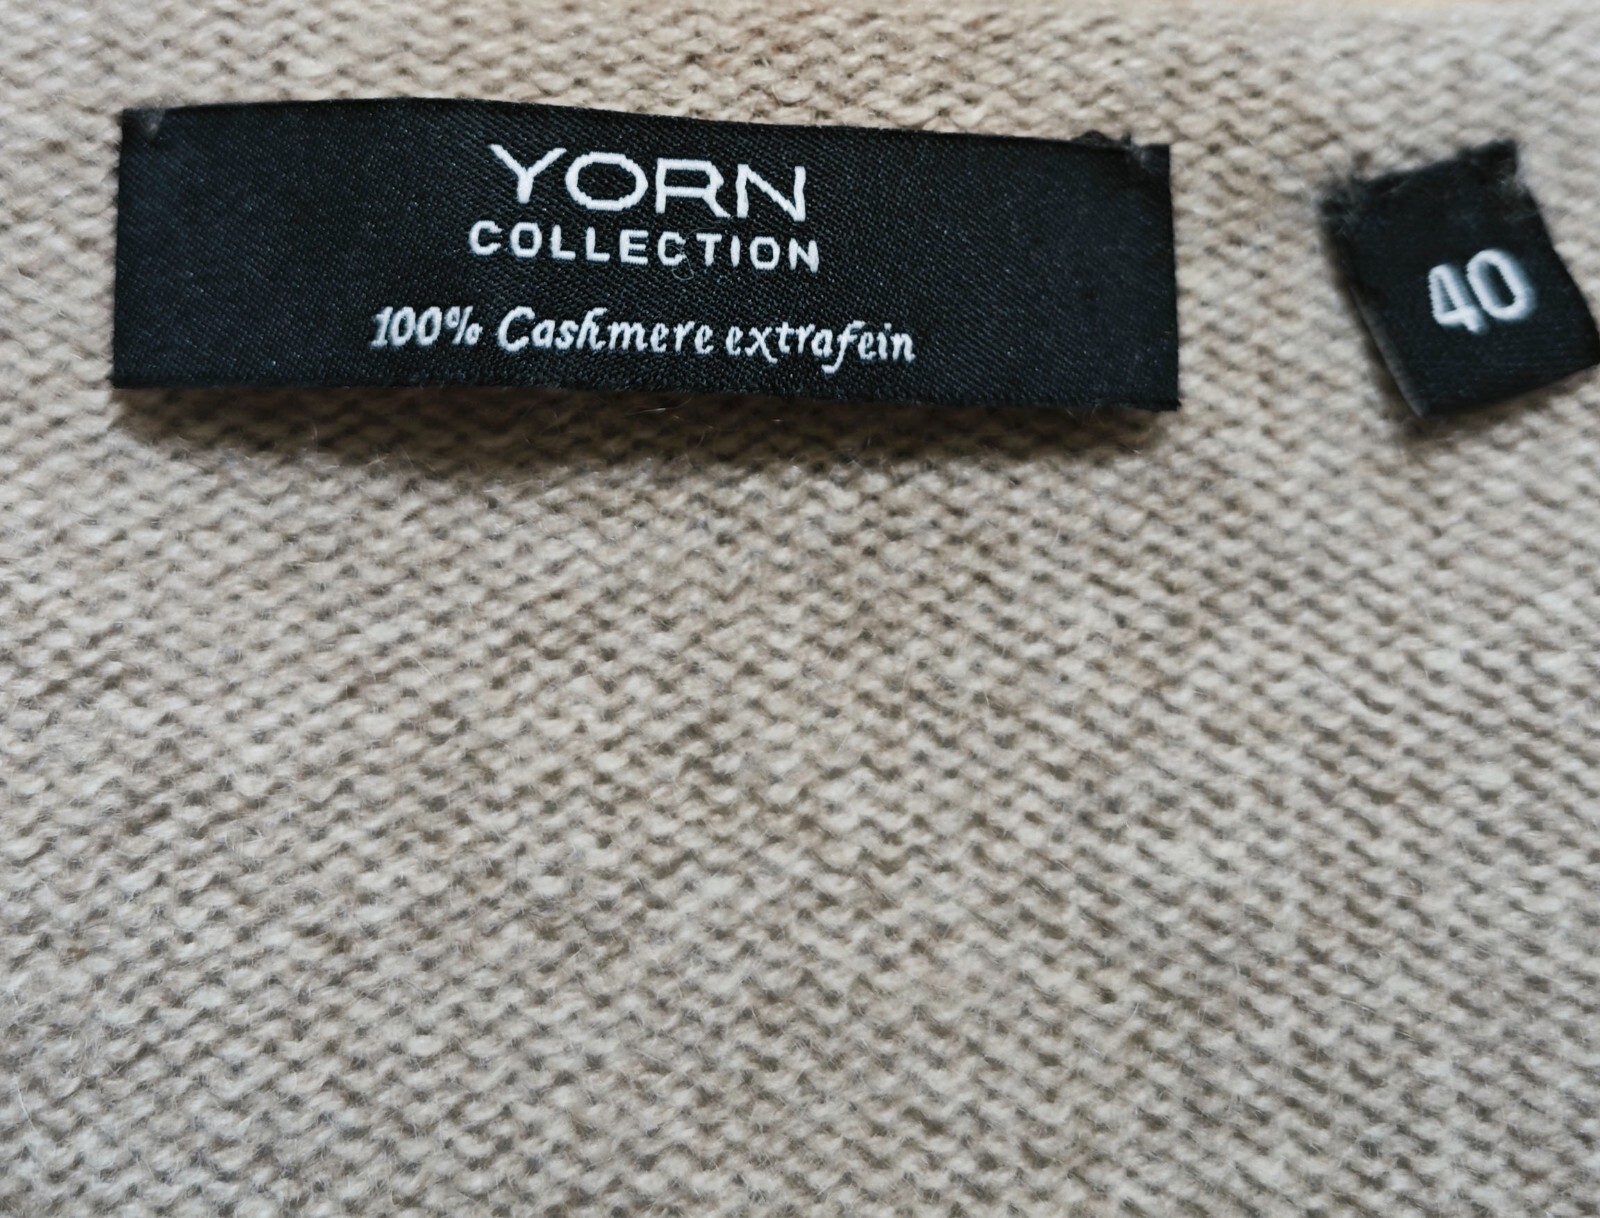 YORN
COLLECTION
100% Cashmere extrafein
40